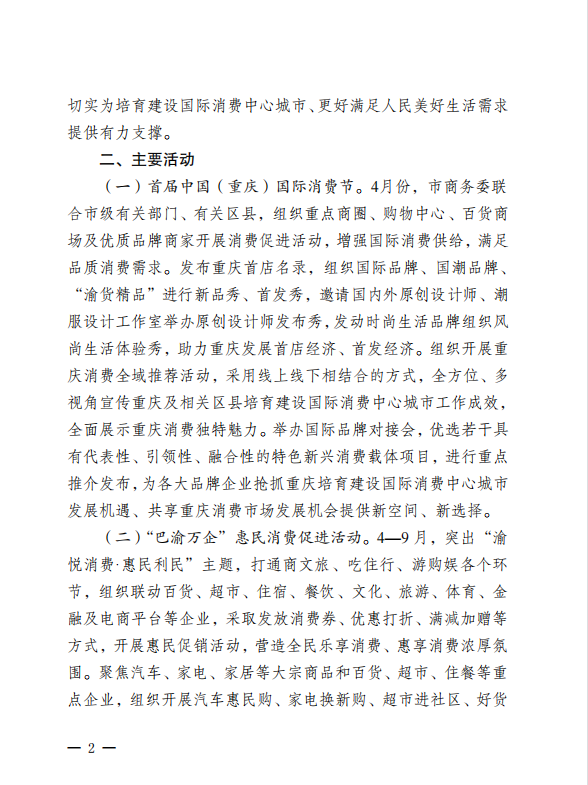 切实为培育建设国际消费中心城市、更好满足人民美好生活需求
提供有力支撑。
二、主要活动
（一）首届中国（重庆）国际消费节。4月份，市商务委联
合市级有关部门、有关区县，组织重点商圈、购物中心、百货商
场及优质品牌商家开展消费促进活动，增强国际消费供给，满足
品质消费需求。发布重庆首店名录，组织国际品牌、国潮品牌、
“渝货精品”进行新品秀、首发秀，邀请国内外原创设计师、潮
服设计工作室举办原创设计师发布秀，发动时尚生活品牌组织风
尚生活体验秀，助力重庆发展首店经济、首发经济。组织开展重
庆消费全域推荐活动，采用线上线下相结合的方式，全方位、多
视角宣传重庆及相关区县培育建设国际消费中心城市工作成效，
全面展示重庆消费独特魅力。举办国际品牌对接会，优选若干具
有代表性、引领性、融合性的特色新兴消费载体项目，进行重点
推介发布，为各大品牌企业抢抓重庆培育建设国际消费中心城市
发展机遇、共享重庆消费市场发展机会提供新空间、新选择。
（二）“巴渝万企”惠民消费促进活动。4—9月，突出“渝
悦消费·惠民利民”主题，打通商文旅、吃住行、游购娱各个环
节，组织联动百货、超市、住宿、餐饮、文化、旅游、体育、金
融及电商平台等企业，采取发放消费券、优惠打折、满减加赠等
方式，开展惠民促销活动，营造全民乐享消费、惠享消费浓厚氛
围。聚焦汽车、家电、家居等大宗商品和百货、超市、住餐等重
点企业，组织开展汽车惠民购、家电换新购、超市进社区、好货
— 2 —